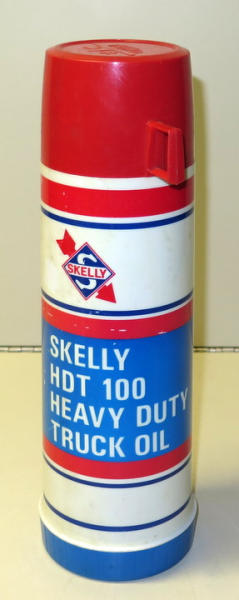 SKELLY
SKELLY
HDT 100
HEAVY DUTY
TRUCK OIL